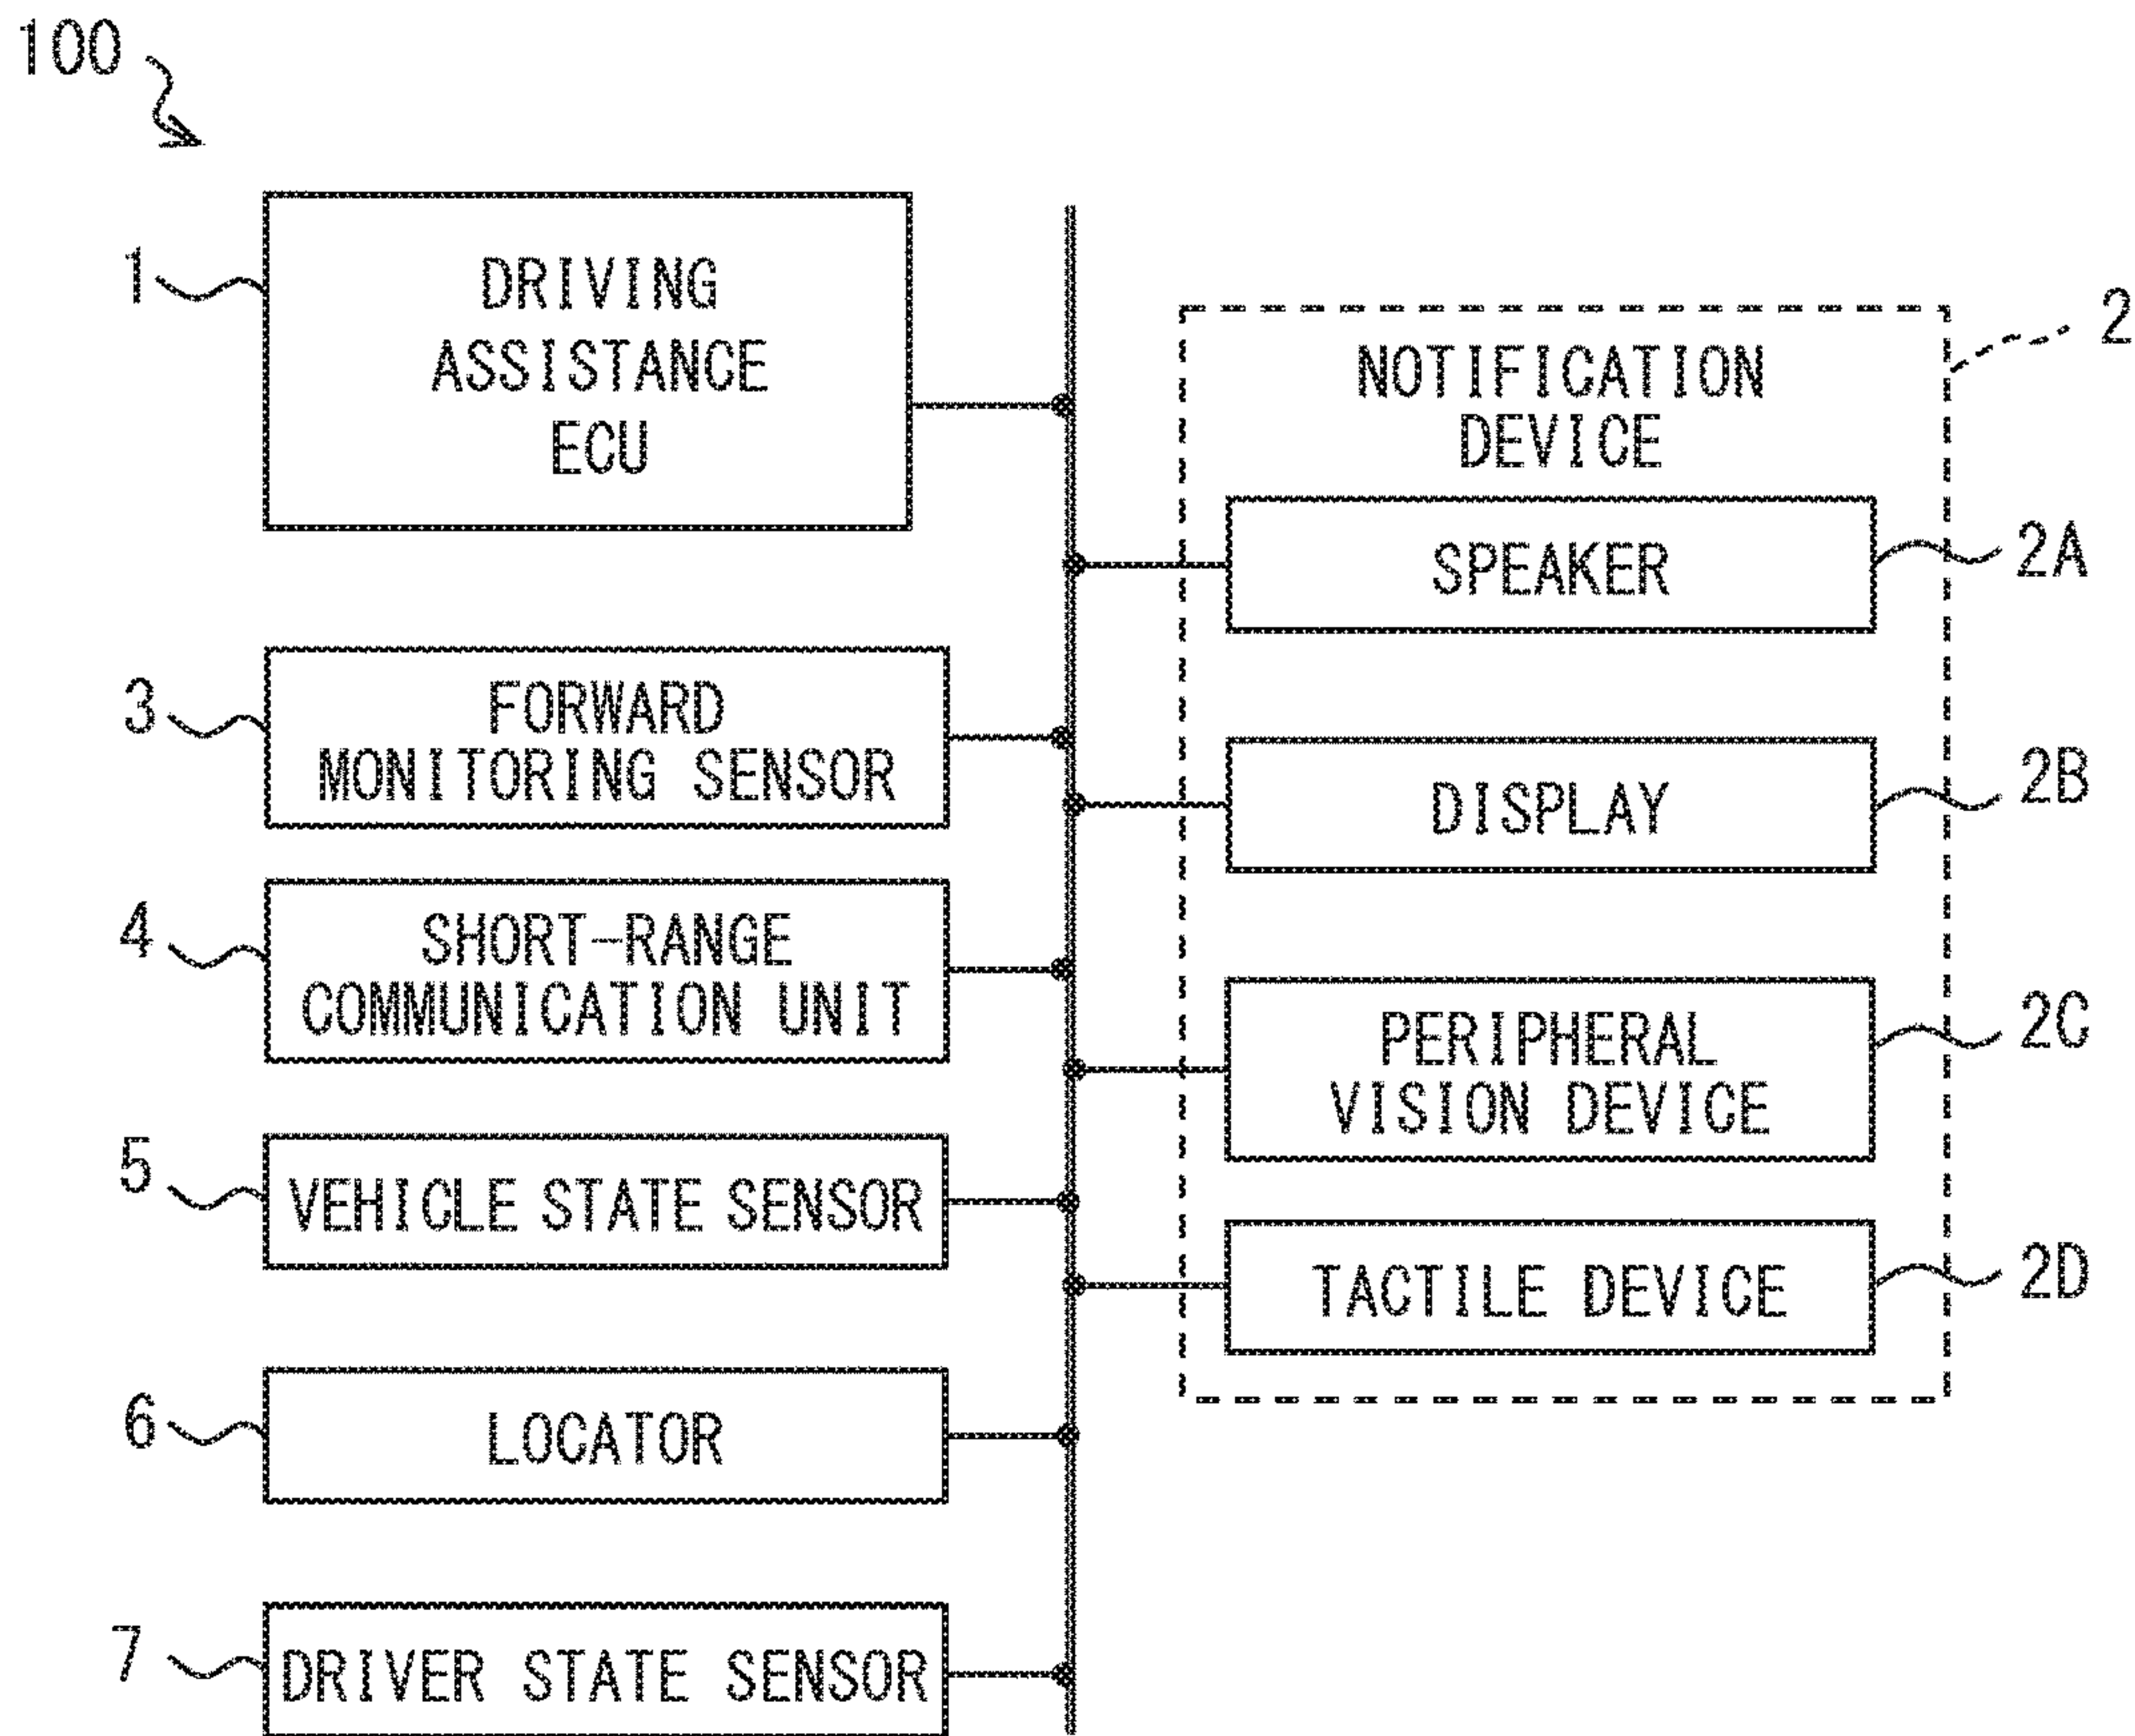 100
1
DRIVING
ASSISTANCE
ECU
2
NOTIFICATION
DEVICE
SPEAKER
2A
3
FORWARD
MONITORING SENSOR
DISPLAY
2B
4
SHORT-RANGE
COMMUNICATION UNIT
PERIPHERAL
VISION DEVICE
2C
5
VEHICLE STATE SENSOR
TACTILE DEVICE
2D
6
LOCATOR
7
DRIVER STATE SENSOR